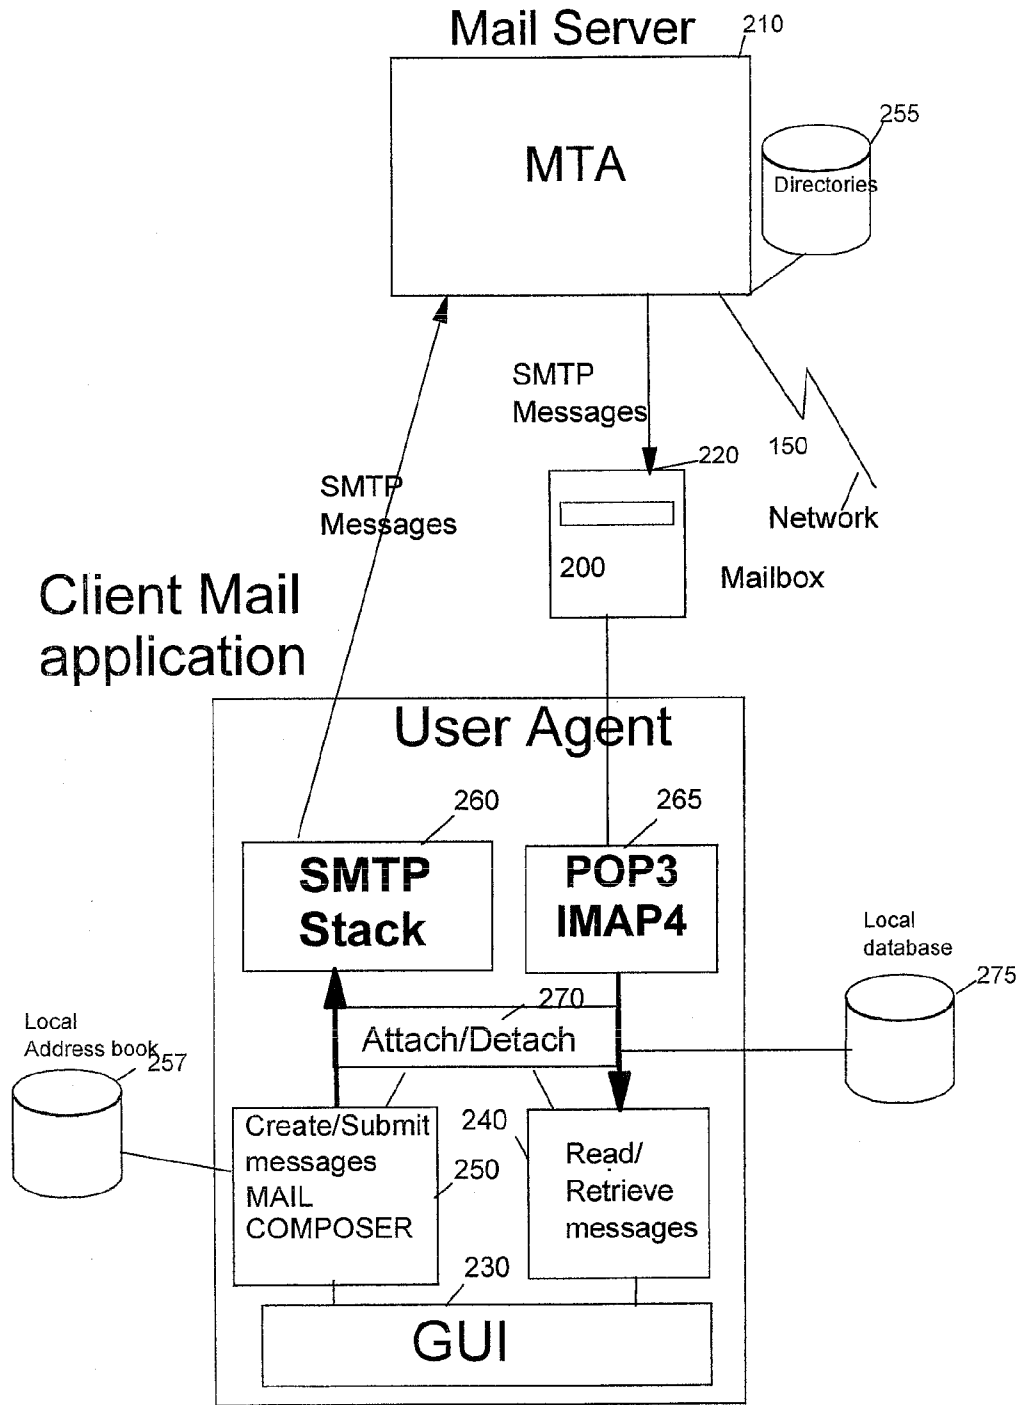 Mail Server
210
MTA
255
Directories
SMTP
Messages
220
150
Network
SMTP
Messages
200
Mailbox
Client Mail
application
User Agent
260
265
SMTP
Stack
POP3
IMAP4
Local
database
275
270
Attach/Detach
Local
Address book
257
Create/Submit
messages
MAIL
COMPOSER
250
240
Read/
Retrieve
messages
230
GUI